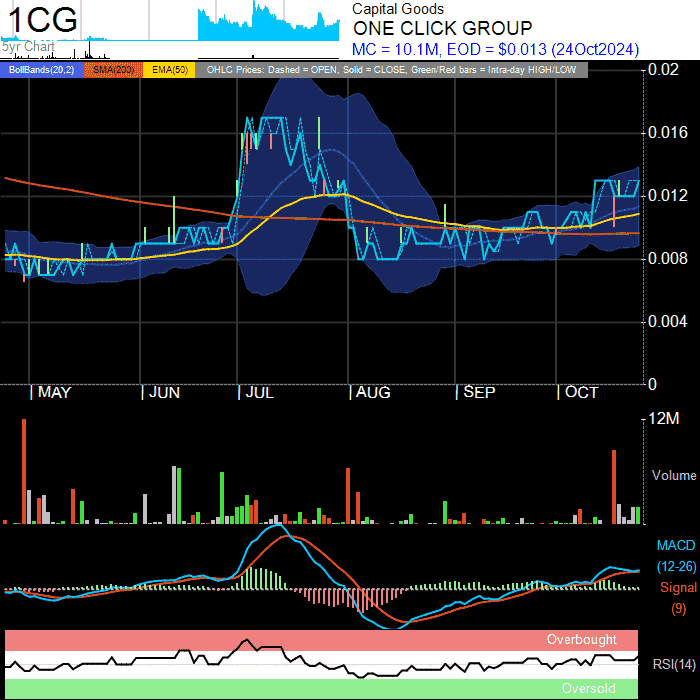 1CG
5yr Chart
Capital Goods
ONE CLICK GROUP
MC = 10.1M, EOD = $0.013 (24Oct2024)
BollBands(20,2) SMA(200) EMA(50) OHLC Prices: Dashed = OPEN, Solid = CLOSE, Green/Red bars = Intra-day HIGH/LOW
0.02
0.016
0.012
0.008
0.004
0
MAY JUN JUL AUG SEP OCT
12M
Volume
MACD
(12-26)
Signal
(9)
Overbought
RSI(14)
Oversold